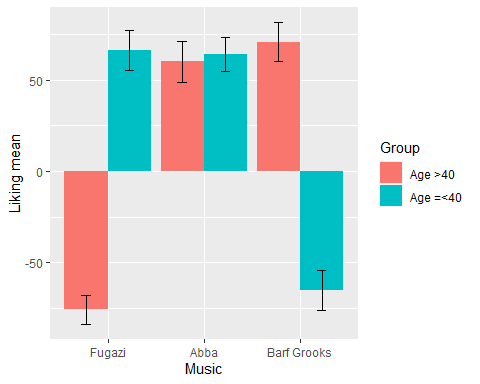 Liking mean
50
0
-50
Fugazi
Abba
Barf Grooks
Music
Group
Age >40
Age =<40